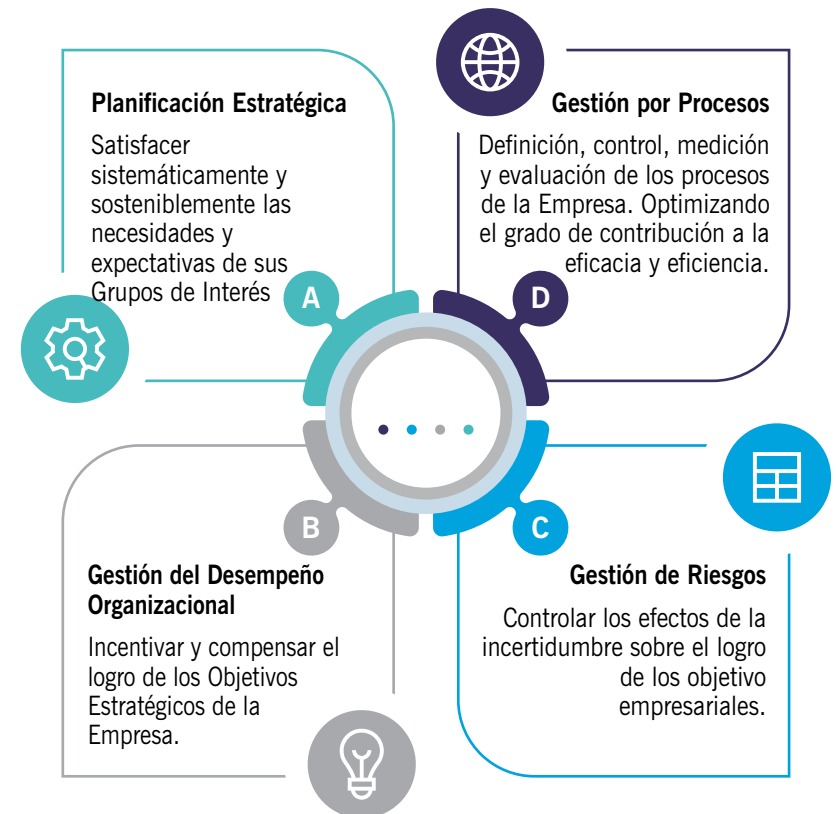 Planificación Estratégica
Satisfacer
sistemáticamente y
sosteniblemente las
necesidades y
expectativas de sus
Grupos de Interés
A
Gestión del Desempeño
Organizacional
Incentivar y compensar el
logro de los Objetivos
Estratégicos de la
Empresa.
B
Gestión de Riesgos
Controlar los efectos de la
incertidumbre sobre el logro
de los objetivo
empresariales.
C
Gestión por Procesos
Definición, control, medición
y evaluación de los procesos
de la Empresa. Optimizando
el grado de contribución a la
eficacia y eficiencia.
D